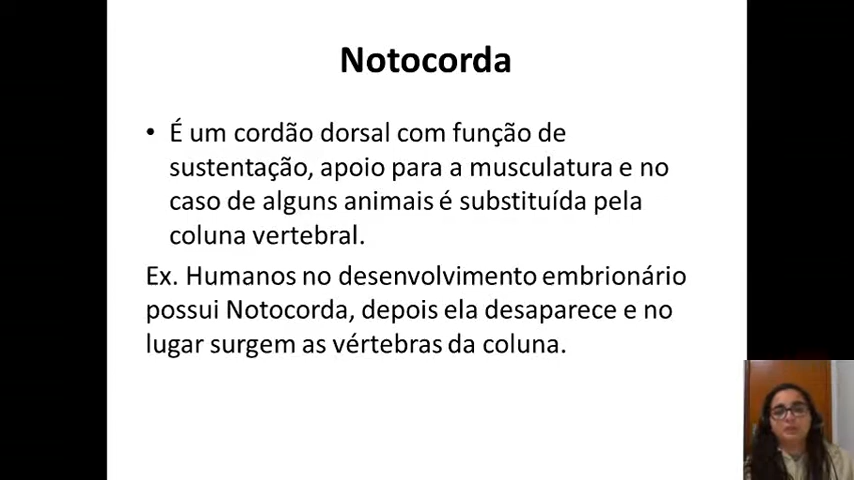 Notocorda
• É um cordão dorsal com função de
sustentação, apoio para a musculatura e no
caso de alguns animais é substituída pela
coluna vertebral.
Ex. Humanos no desenvolvimento embrionário
possui Notocorda, depois ela desaparece e no
lugar surgem as vértebras da coluna.